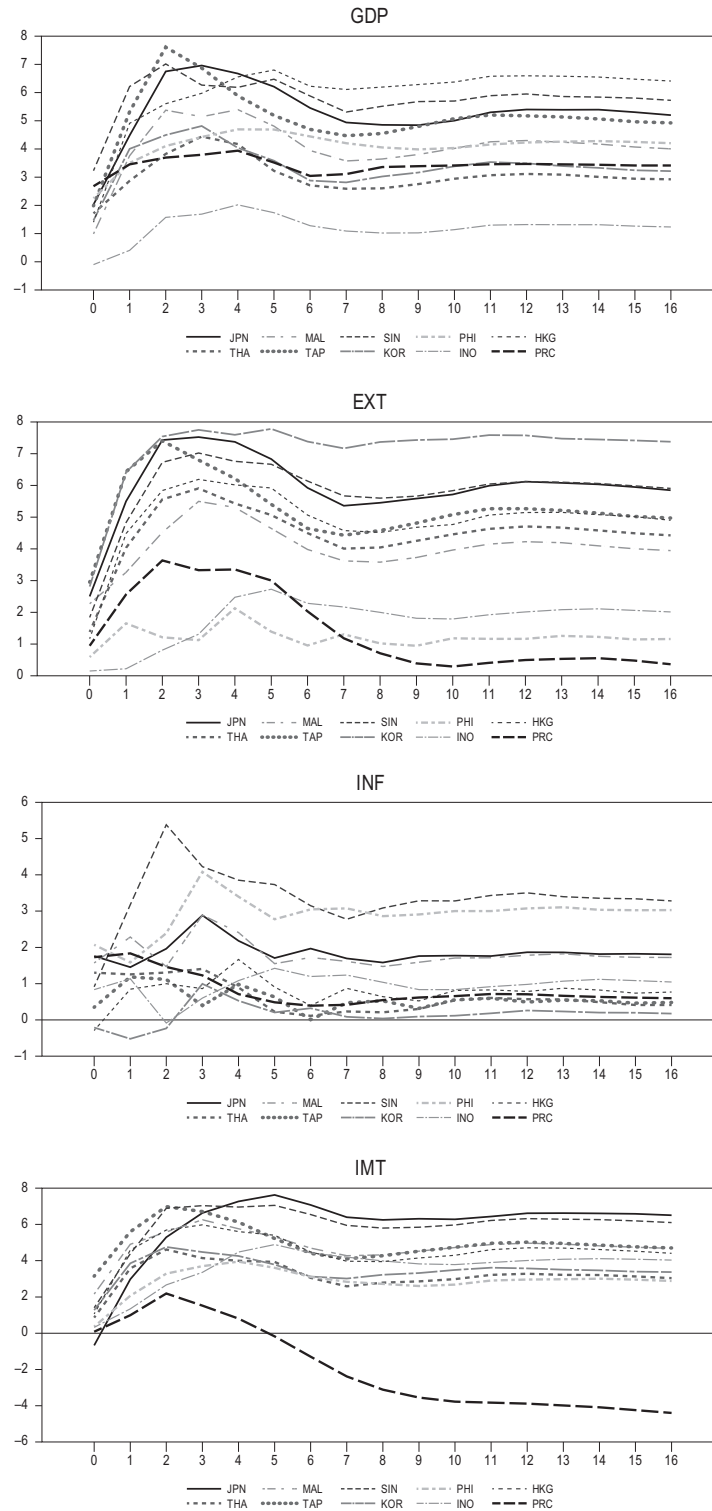 GDP
8
7
6
5
4
3
2
1
0
–1
0 1 2 3 4 5 6 7 8 9 10 11 12 13 14 15 16
JPN MAL SIN PHI HKG
THA TAP KOR INO PRC
EXT
8
7
6
5
4
3
2
1
0
0 1 2 3 4 5 6 7 8 9 10 11 12 13 14 15 16
JPN MAL SIN PHI HKG
THA TAP KOR INO PRC
INF
6
5
4
3
2
1
0
–1
0 1 2 3 4 5 6 7 8 9 10 11 12 13 14 15 16
JPN MAL SIN PHI HKG
THA TAP KOR INO PRC
IMT
8
6
4
2
0
–2
–4
–6
0 1 2 3 4 5 6 7 8 9 10 11 12 13 14 15 16
JPN MAL SIN PHI HKG
THA TAP KOR INO PRC